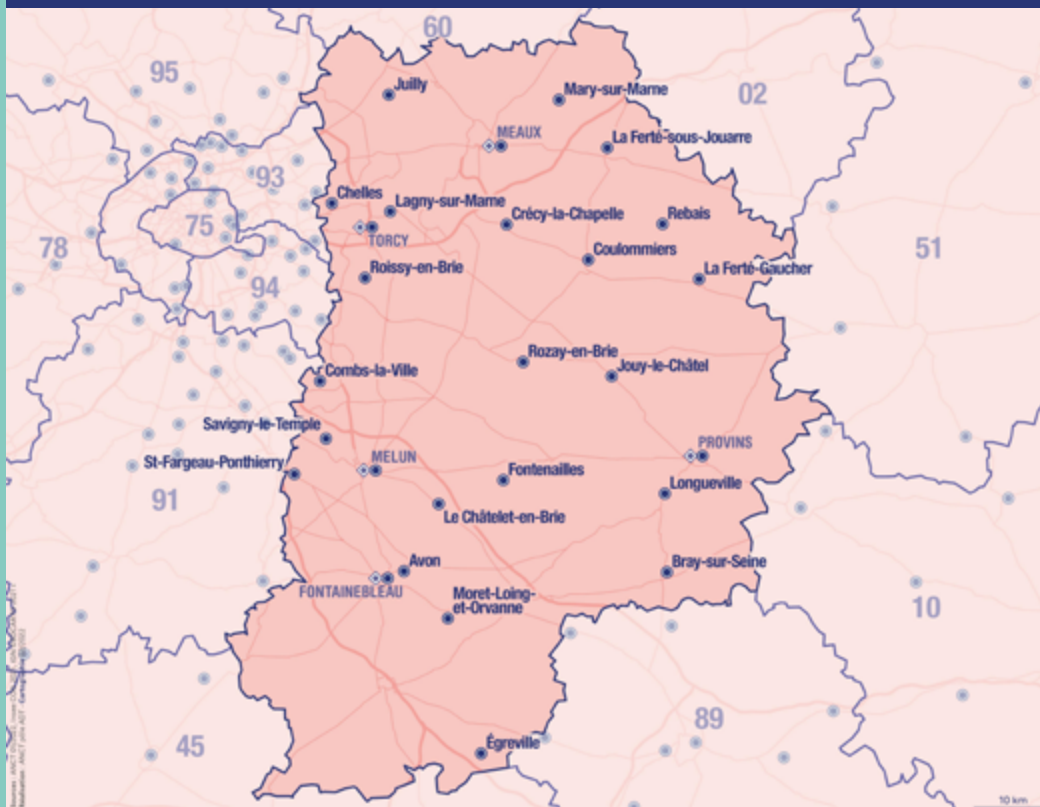 60
95
Juilly
Mary-sur-Marne
02
MEAUX
La Ferté-sous-Jouarre
93
Chelles
Lagny-sur-Marne
Crécy-la-Chapelle
Rebais
75
TORCY
78
Coulommiers
51
Roissy-en-Brie
La Ferté-Gaucher
94
Rozay-en-Brie
Jouy-le-Châtel
Combs-la-Ville
Savigny-le-Temple
PROVINS
St-Fargeau-Ponthierry
MELUN
Fontenailles
Longueville
91
Le Châtelet-en-Brie
Avon
Bray-sur-Seine
FONTAINEBLEAU
Moret-Loing-
et-Orvanne
10
89
45
Égreville
10 km